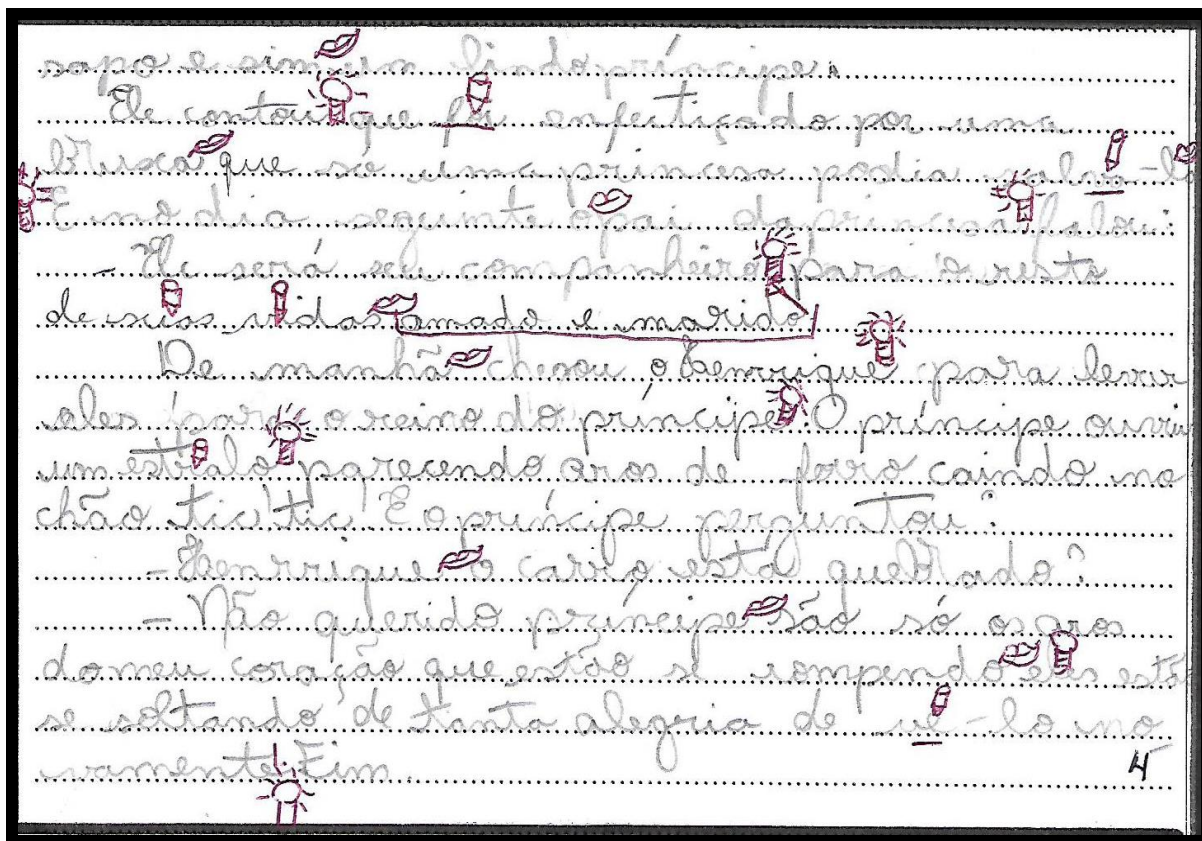 sapo e sim um lindo príncipe.
Ele contou que foi enfeitiçado por uma
bruxa que só uma princesa podia salva-lo
E no dia seguinte o pai da princesa falou:
- Ele será seu companheiro para o resto
de suas vidas amado e marido!
De manhã chegou o Henrrique para levar
eles para o reino do príncipe. O príncipe ouviu
um estralo parecendo aros de ferro caindo no
chão tic! tic! E o príncipe perguntou:
- Henrrique o carro está quebrado?
- Não querido príncipe são só os aros
do meu coração que estão se rompendo eles estão
se soltando de tanta alegria de vê-lo no
vamente. Fim.
4